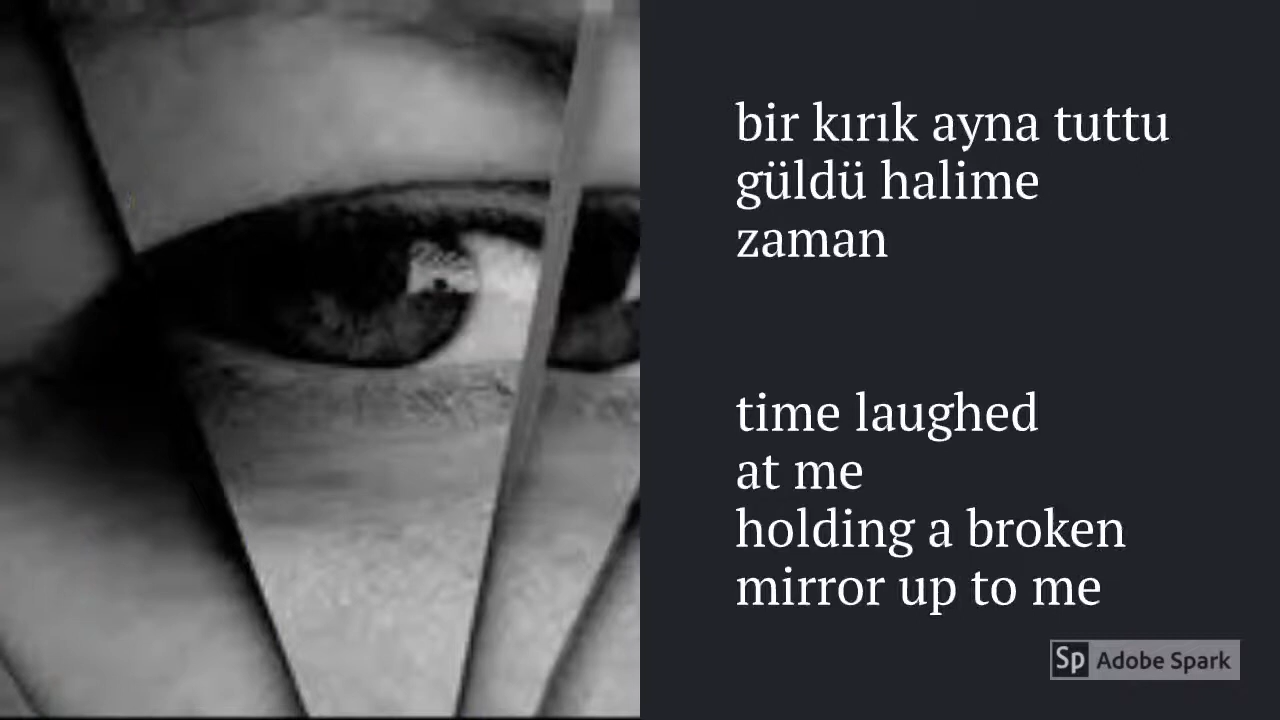 bir kırık ayna tuttu
güldü halime
zaman
time laughed
at me
holding a broken
mirror up to me
Sp Adobe Spark